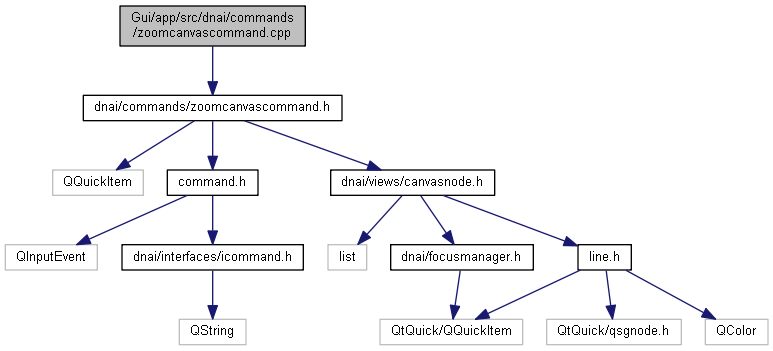 Gui/app/src/dnai/commands
/zoomcanvascommand.cpp
dnai/commands/zoomcanvascommand.h
QQuickItem
command.h
dnai/views/canvasnode.h
QInputEvent
dnai/interfaces/icommand.h
list
dnai/focusmanager.h
line.h
QString
QtQuick/QQuickItem
QtQuick/qsgnode.h
QColor